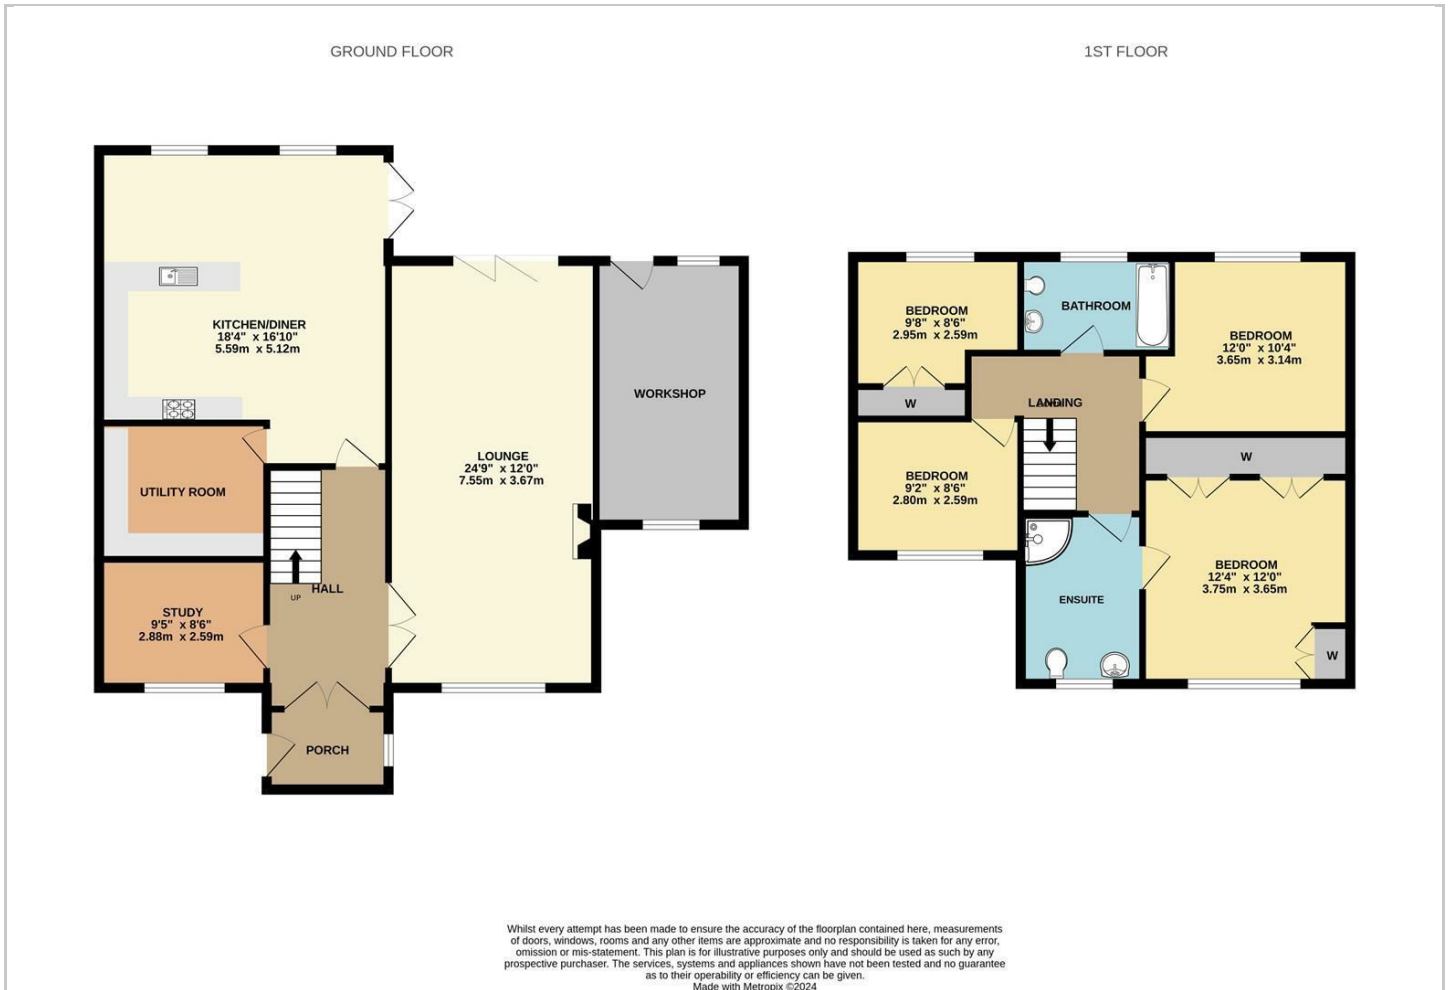 GROUND FLOOR
1ST FLOOR
KITCHEN/DINER
18'4" x 16'10"
5.59m x 5.12m
UTILITY ROOM
STUDY
9'5" x 8'6"
2.88m x 2.59m
UP
HALL
PORCH
LOUNGE
24'9" x 12'0"
7.55m x 3.67m
WORKSHOP
BEDROOM
9'8" x 8'6"
2.95m x 2.59m
W
BATHROOM
BEDROOM
12'0" x 10'4"
3.65m x 3.14m
LANDING
BEDROOM
9'2" x 8'6"
2.80m x 2.59m
W
ENSUITE
BEDROOM
12'4" x 12'0"
3.75m x 3.65m
W
Whilst every attempt has been made to ensure the accuracy of the floorplan contained here, measurements
of doors, windows, rooms and any other items are approximate and no responsibility is taken for any error,
omission or mis-statement. This plan is for illustrative purposes only and should be used as such by any
prospective purchaser. The services, systems and appliances shown have not been tested and no guarantee
as to their operability or efficiency can be given.
Made with Metropix ©2024